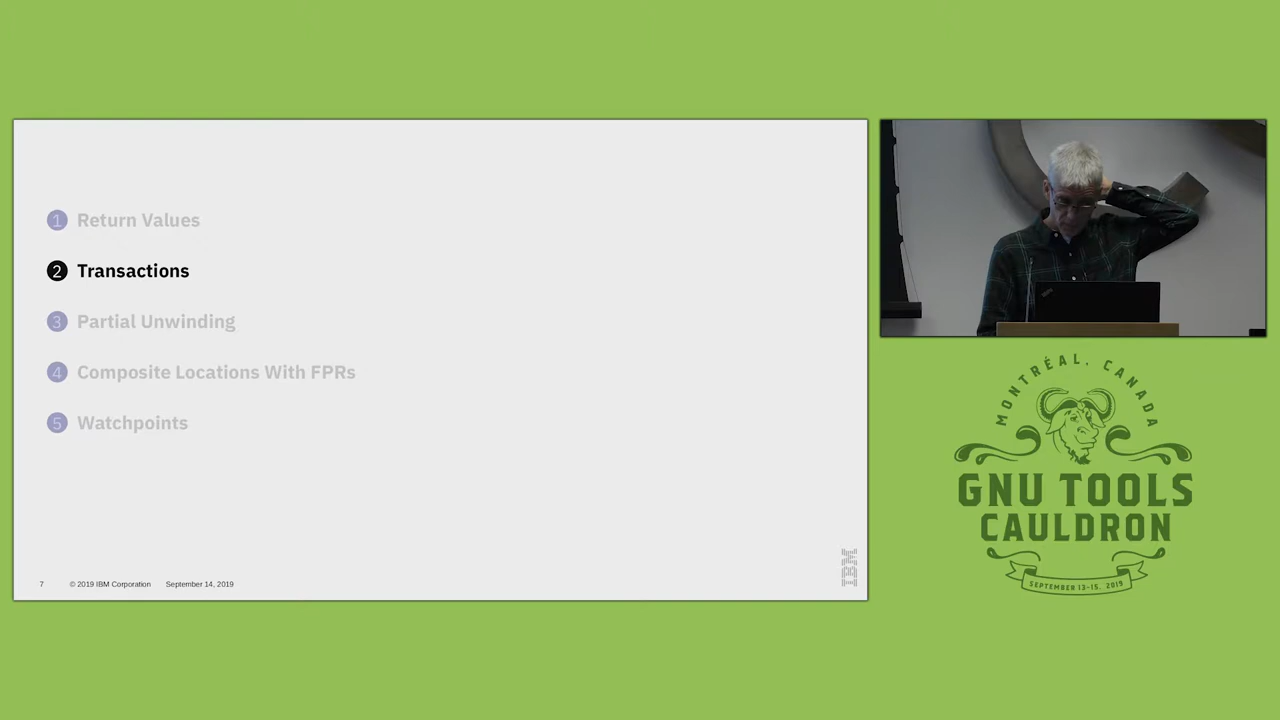 1 Return Values
2 Transactions
3 Partial Unwinding
4 Composite Locations With FPRs
5 Watchpoints
7 © 2019 IBM Corporation September 14, 2019
IBM
MONTRÉAL, CANADA
GNU TOOLS
CAULDRON
SEPTEMBER 13-15, 2019